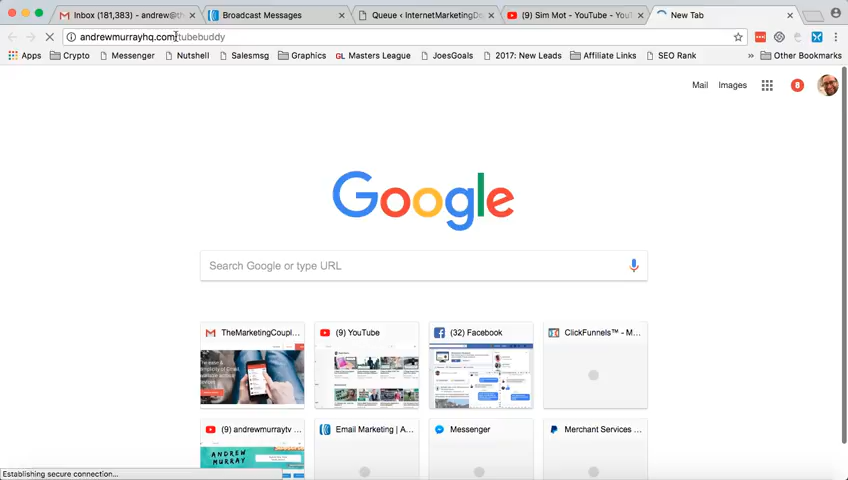 Inbox (181,383) - andrew@th
Broadcast Messages
Queue ‹ InternetMarketingDo
(9) Sim Mot - YouTube - YouT
New Tab
andrewmurrayhq.com/tubebuddy
Apps
Crypto
Messenger
Nutshell
Salesmsg
Graphics
GL Masters League
JoesGoals
2017: New Leads
Affiliate Links
SEO Rank
»
Other Bookmarks
Mail
Images
8
Google
Search Google or type URL
TheMarketingCoupl...
(9) YouTube
(32) Facebook
ClickFunnels™ - M...
(9) andrewmurraytv ...
Email Marketing | A...
Messenger
Merchant Services ...
ANDREW
MURRAY
Establishing secure connection...